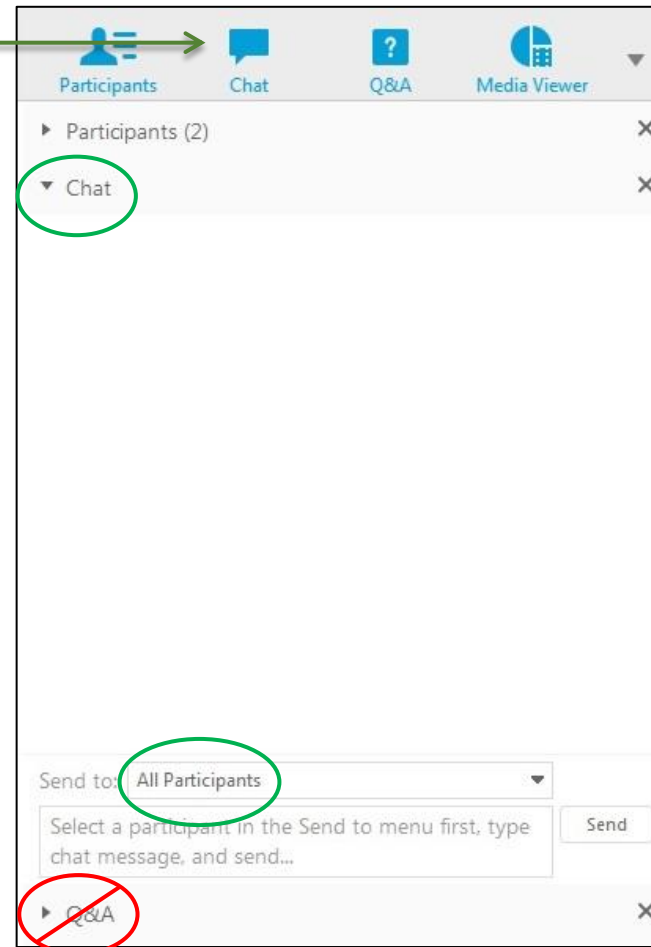 Participants Chat Q&A Media Viewer
Participants (2)
Chat
Send to: All Participants
Select a participant in the Send to menu first, type
chat message, and send...
Send
Q&A